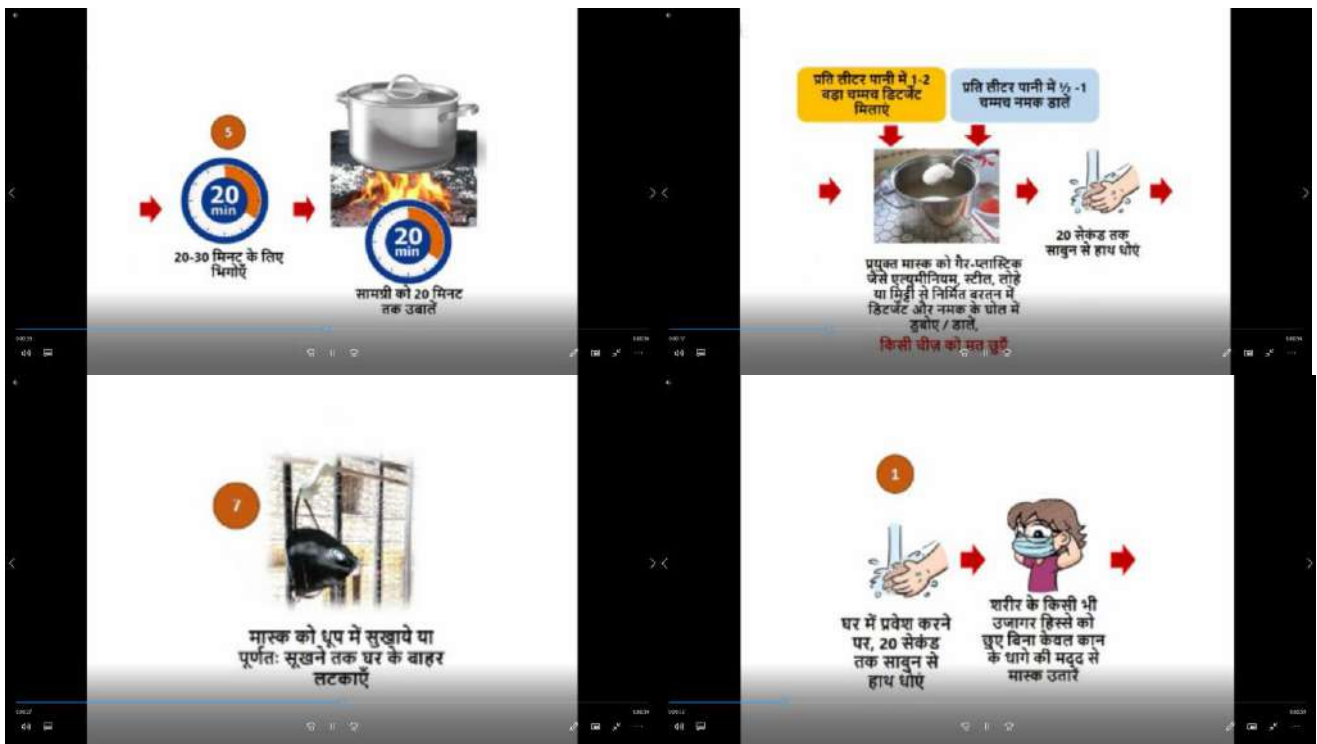 5
20
min
20-30 मिनट के लिए
भिगोएँ
20
min
सामग्री को 20 मिनट
तक उबालें
प्रति लीटर पानी में 1-2
बड़ा चम्मच डिटर्जेंट
मिलाएं
प्रति लीटर पानी में ½ -1
चम्मच नमक डालें
प्रयुक्त मास्क को गैर-प्लास्टिक
जैसे एल्यूमीनियम, स्टील, लोहे
या मिट्टी से निर्मित बरतन में
डिटर्जेंट और नमक के घोल में
डुबोए / डालें,
किसी चीज़ को मत छुएँ
20 सेकंड तक
साबुन से हाथ धोएं
7
मास्क को धूप में सुखाये या
पूर्णतः सूखने तक घर के बाहर
लटकाएँ
1
घर में प्रवेश करने
पर, 20 सेकंड
तक साबुन से
हाथ धोएं
शरीर के किसी भी
उजागर हिस्से को
छुए बिना केवल कान
के धागे की मदद से
मास्क उतारें